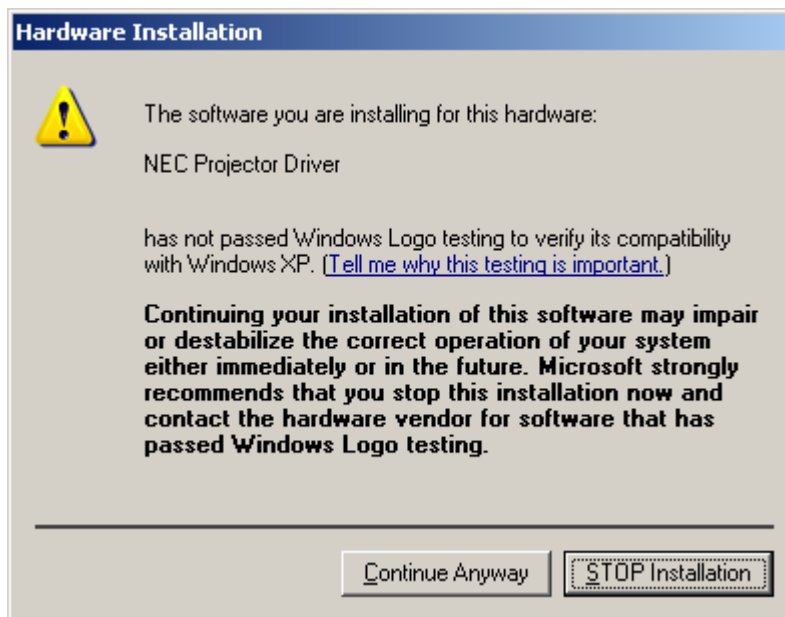 Hardware Installation
The software you are installing for this hardware:
NEC Projector Driver
has not passed Windows Logo testing to verify its compatibility
with Windows XP. (Tell me why this testing is important.)
Continuing your installation of this software may impair
or destabilize the correct operation of your system
either immediately or in the future. Microsoft strongly
recommends that you stop this installation now and
contact the hardware vendor for software that has
passed Windows Logo testing.
Continue Anyway STOP Installation